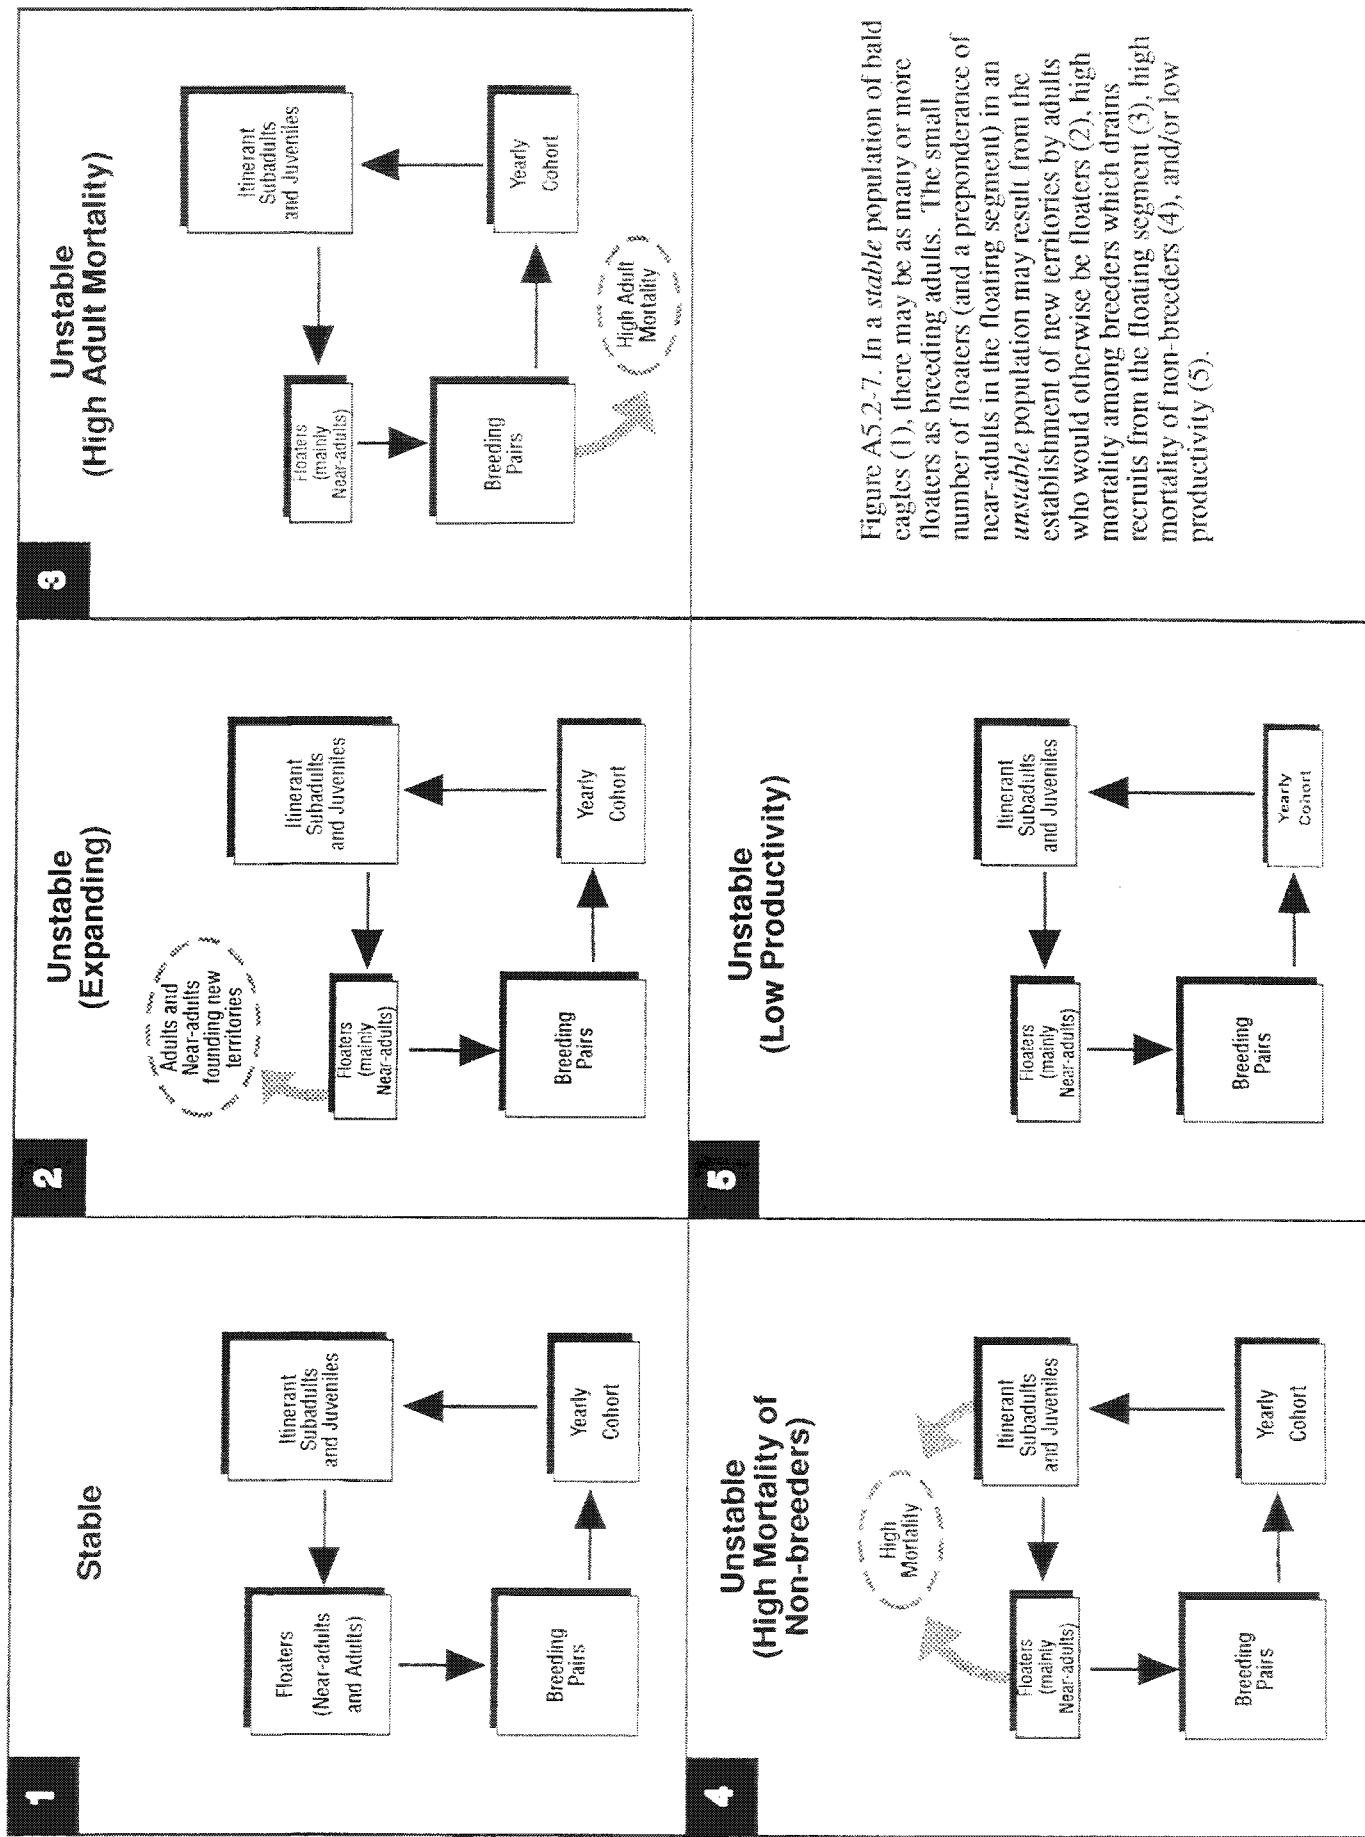 1
Stable
Floaters
(Near-adults
and Adults)
Itinerant
Subadults
and Juveniles
Breeding
Pairs
Yearly
Cohort
2
Unstable
(Expanding)
Adults and
Near-adults
founding new
territories
Floaters
(mainly
Near-adults)
Itinerant
Subadults
and Juveniles
Breeding
Pairs
Yearly
Cohort
3
Unstable
(High Adult Mortality)
Floaters
(mainly
Near-adults)
Itinerant
Subadults
and Juveniles
Breeding
Pairs
Yearly
Cohort
High Adult
Mortality
4
Unstable
(High Mortality of
Non-breeders)
High
Mortality
Floaters
(mainly
Near-adults)
Itinerant
Subadults
and Juveniles
Breeding
Pairs
Yearly
Cohort
5
Unstable
(Low Productivity)
Floaters
(mainly
Near-adults)
Itinerant
Subadults
and Juveniles
Breeding
Pairs
Yearly
Cohort
Figure A5.2-7. In a stable population of bald
eagles (1), there may be as many or more
floaters as breeding adults. The small
number of floaters (and a preponderance of
near-adults in the floating segment) in an
unstable population may result from the
establishment of new territories by adults
who would otherwise be floaters (2), high
mortality among breeders which drains
recruits from the floating segment (3), high
mortality of non-breeders (4), and/or low
productivity (5).